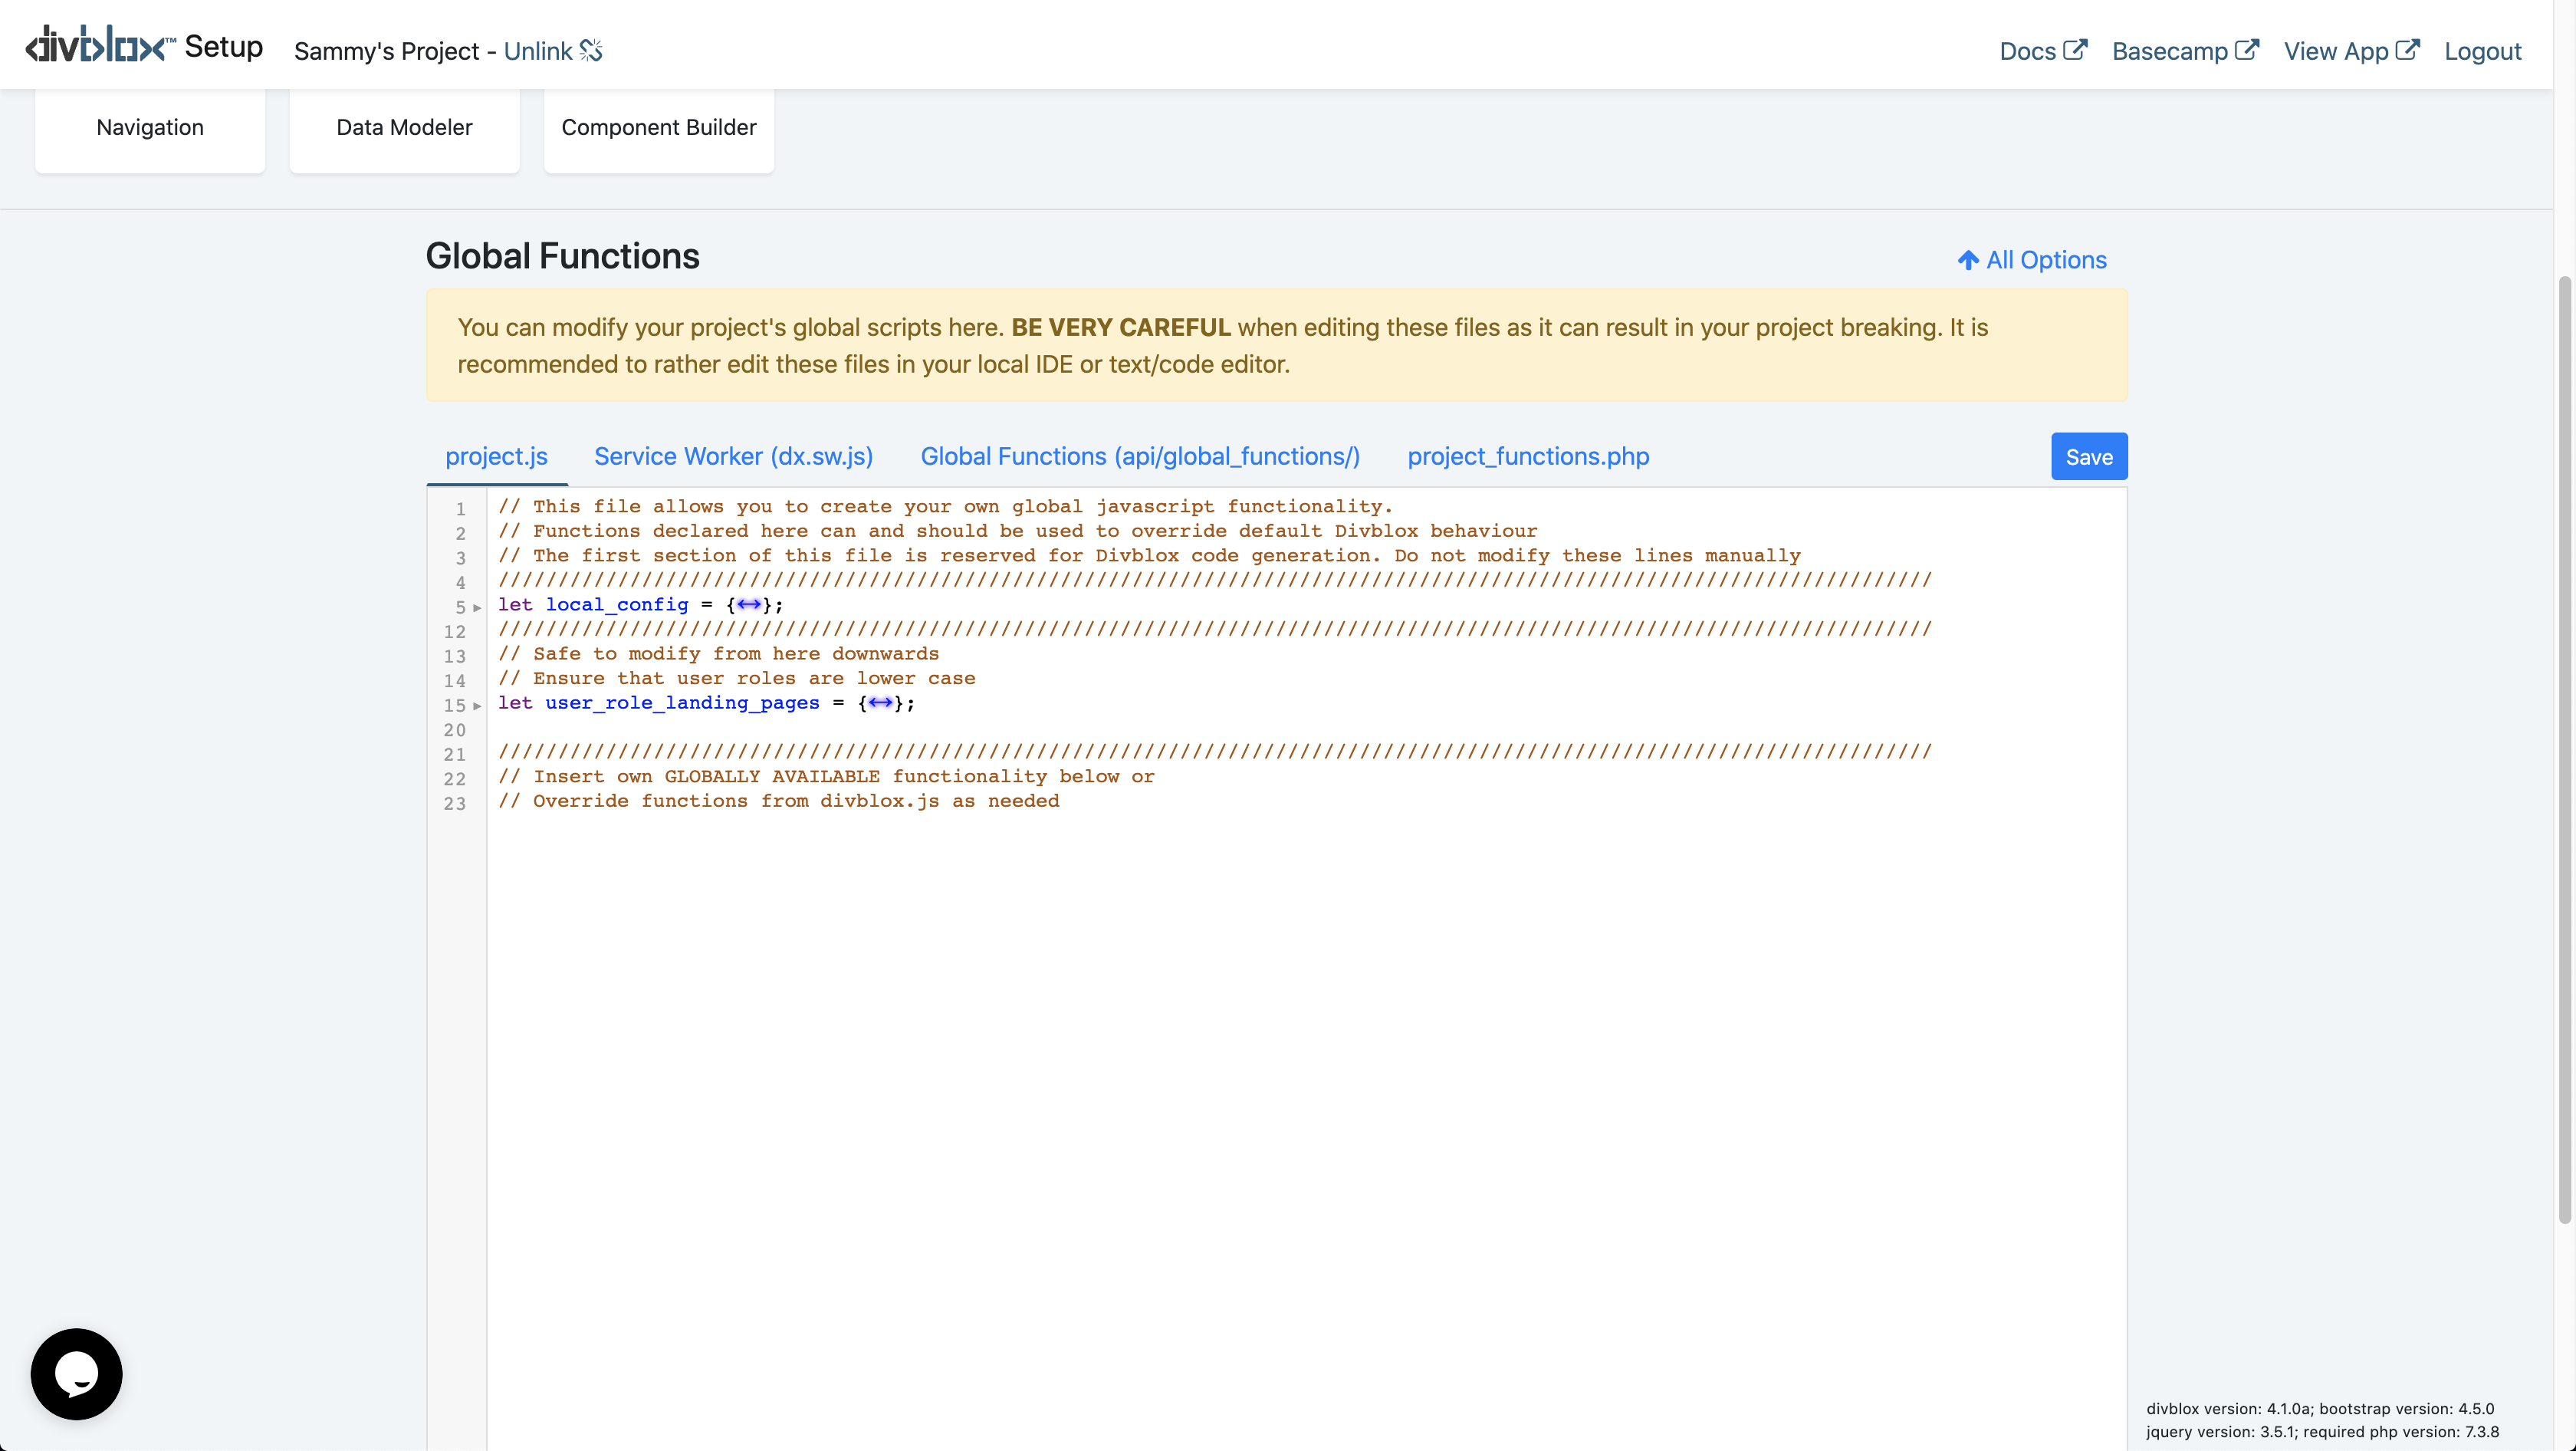 divblox™ Setup Sammy's Project - Unlink Docs Basecamp View App Logout
Navigation Data Modeler Component Builder
Global Functions All Options
You can modify your project's global scripts here. BE VERY CAREFUL when editing these files as it can result in your project breaking. It is
recommended to rather edit these files in your local IDE or text/code editor.
project.js Service Worker (dx.sw.js) Global Functions (api/global_functions/) project_functions.php Save
1 // This file allows you to create your own global javascript functionality.
2 // Functions declared here can and should be used to override default Divblox behaviour
3 // The first section of this file is reserved for Divblox code generation. Do not modify these lines manually
4 ////////////////////////////////////////////////////////////////////////////////////////////////////////////////////////
5 let local_config = {↔};
12 ////////////////////////////////////////////////////////////////////////////////////////////////////////////////////////
13 // Safe to modify from here downwards
14 // Ensure that user roles are lower case
15 let user_role_landing_pages = {↔};
20
21 ////////////////////////////////////////////////////////////////////////////////////////////////////////////////////////
22 // Insert own GLOBALLY AVAILABLE functionality below or
23 // Override functions from divblox.js as needed
divblox version: 4.1.0a; bootstrap version: 4.5.0
jquery version: 3.5.1; required php version: 7.3.8